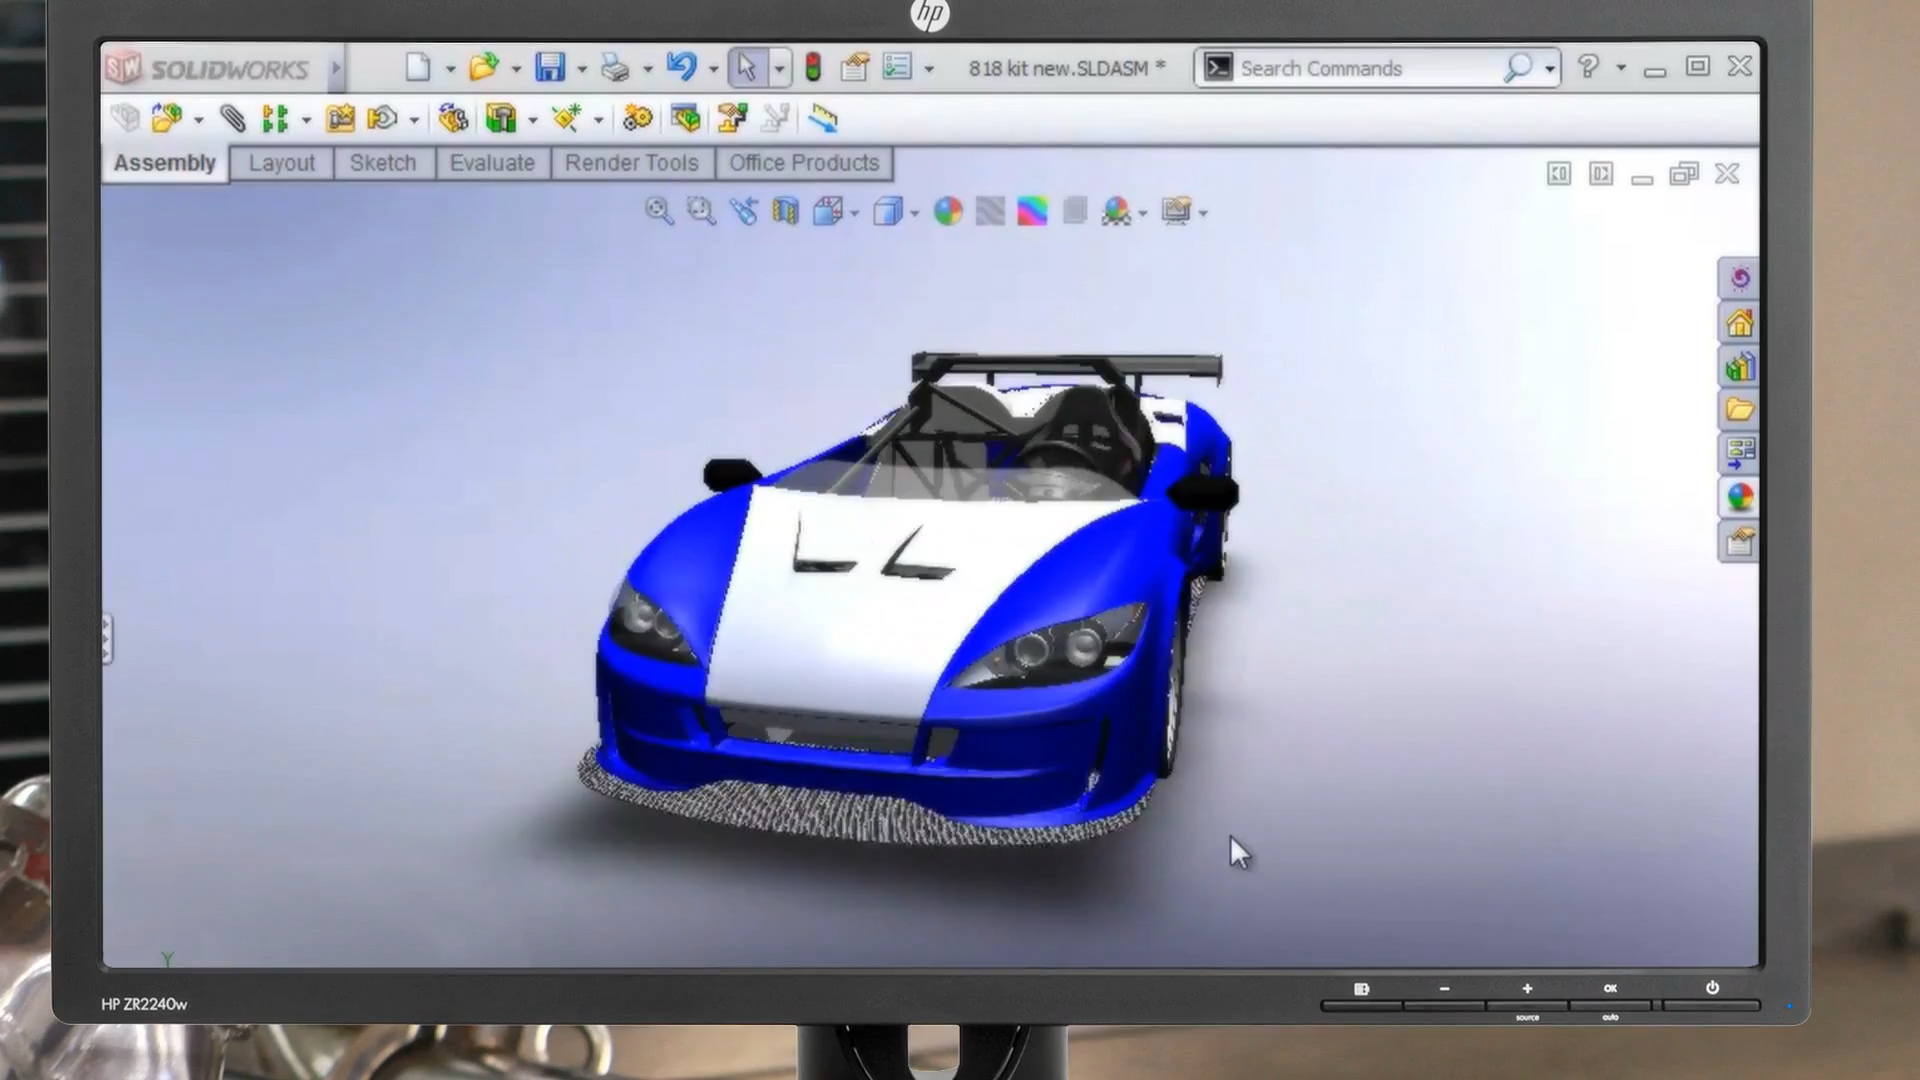 hp
SW SOLIDWORKS
818 kit new.SLDASM *
Search Commands
?
Assembly
Layout
Sketch
Evaluate
Render Tools
Office Products
Y
HP ZR2240w
− + OK
source auto